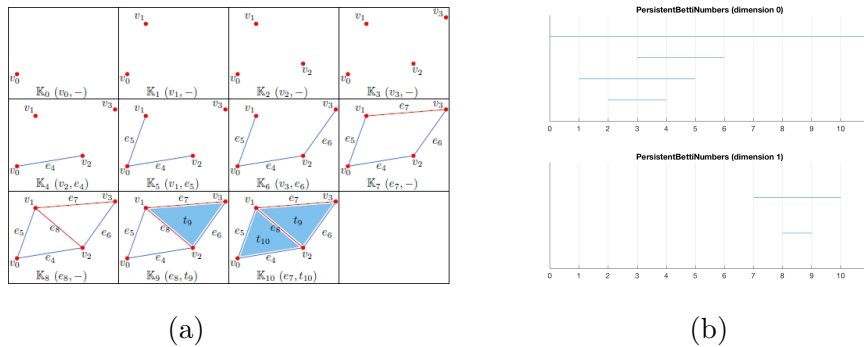 v₁
v₁
v₁
v₃
v₂
v₂
v₀
v₀
v₀
v₀
𝕂₀ (v₀, −)
𝕂₁ (v₁, −)
𝕂₂ (v₂, −)
𝕂₃ (v₃, −)
v₁ v₃
v₁ v₃
v₁ v₃
v₁ e₇ v₃
e₅
e₅ e₆
e₅ e₆
v₀ e₄ v₂
v₀ e₄ v₂
v₀ e₄ v₂
v₀ e₄ v₂
𝕂₄ (v₂, e₄)
𝕂₅ (v₁, e₅)
𝕂₆ (v₃, e₆)
𝕂₇ (e₇, −)
v₁ e₇ v₃
v₁ e₇ v₃
v₁ e₇ v₃
e₅ e₈ e₆
e₅ e₈ t₉ e₆
e₅ t₁₀ e₈ t₉ e₆
v₀ e₄ v₂
v₀ e₄ v₂
v₀ e₄ v₂
𝕂₈ (e₈, −)
𝕂₉ (e₈, t₉)
𝕂₁₀ (e₇, t₁₀)
(a)
PersistentBettiNumbers (dimension 0)
0 1 2 3 4 5 6 7 8 9 10
PersistentBettiNumbers (dimension 1)
0 1 2 3 4 5 6 7 8 9 10
(b)